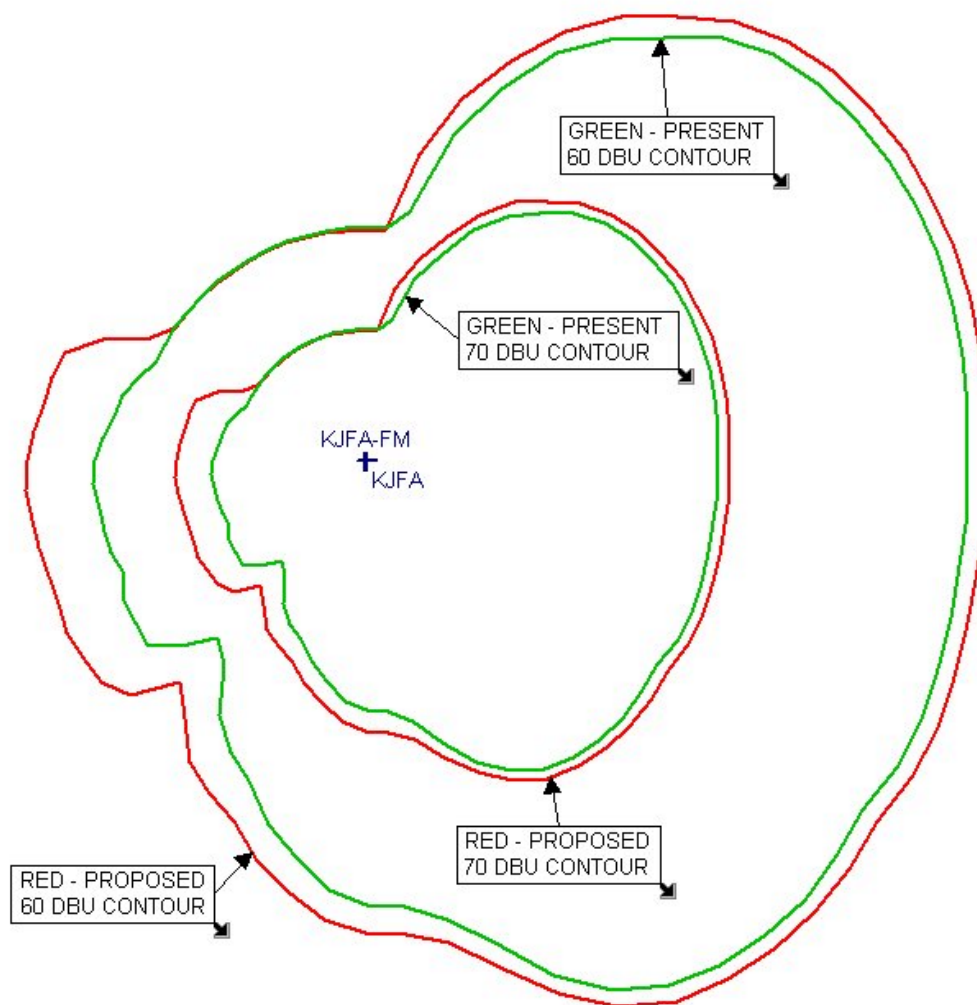 GREEN - PRESENT
60 DBU CONTOUR
GREEN - PRESENT
70 DBU CONTOUR
KJFA-FM
KJFA
RED - PROPOSED
70 DBU CONTOUR
RED - PROPOSED
60 DBU CONTOUR